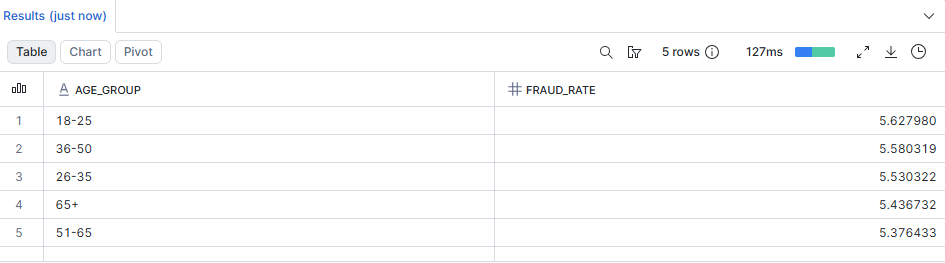 Results (just now)
Table Chart Pivot 5 rows 127ms
AGE_GROUP FRAUD_RATE
1 18-25 5.627980
2 36-50 5.580319
3 26-35 5.530322
4 65+ 5.436732
5 51-65 5.376433